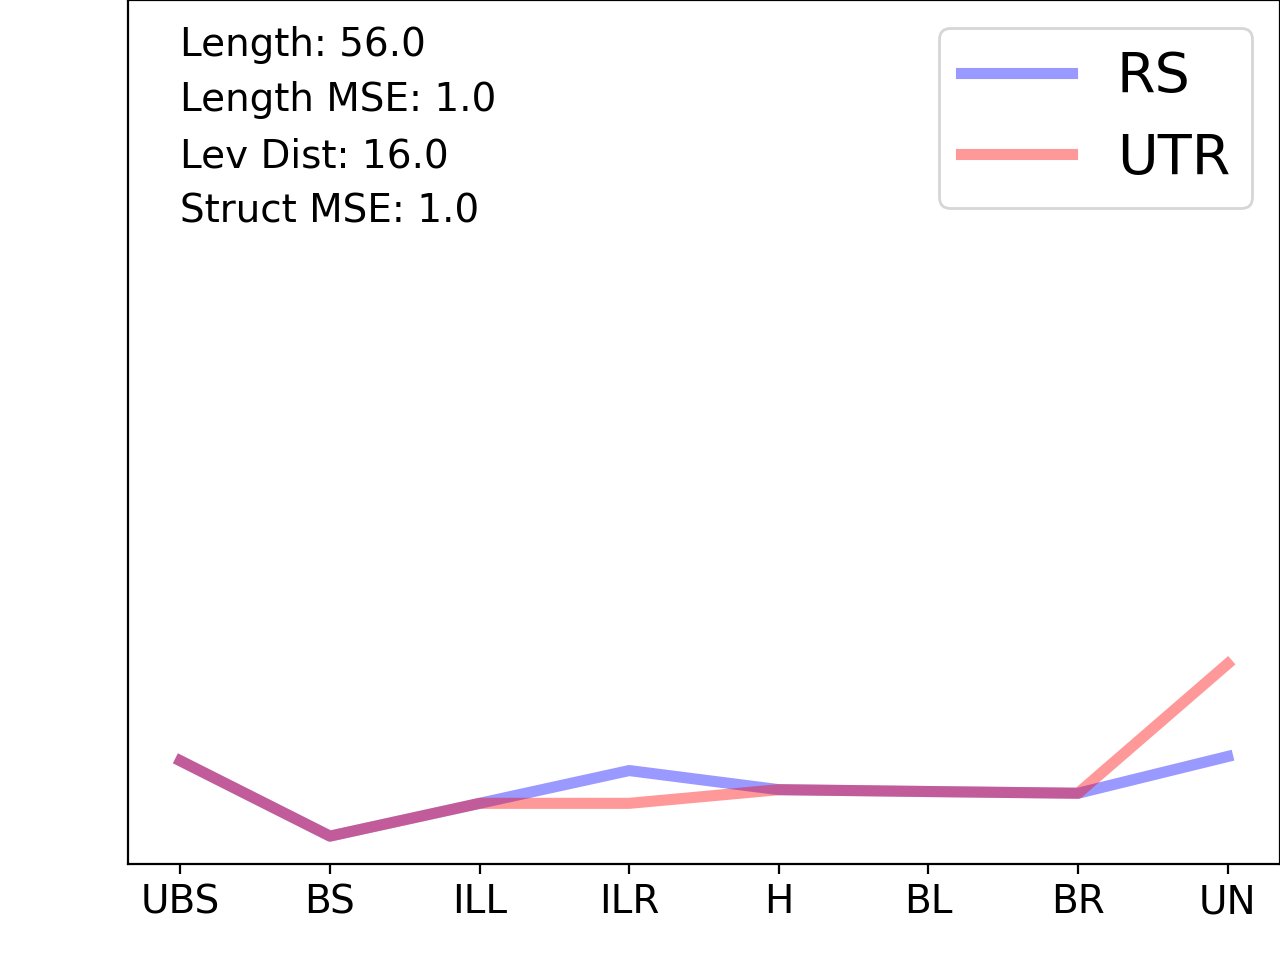 Length: 56.0
Length MSE: 1.0
Lev Dist: 16.0
Struct MSE: 1.0
RS
UTR
UBS BS ILL ILR H BL BR UN